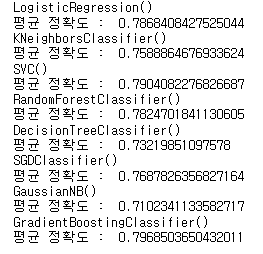 LogisticRegression()
평균 정확도 :  0.7868408427525044
KNeighborsClassifier()
평균 정확도 :  0.7588864676933624
SVC()
평균 정확도 :  0.7904082276826687
RandomForestClassifier()
평균 정확도 :  0.7824701841130605
DecisionTreeClassifier()
평균 정확도 :  0.73219851097578
SGDClassifier()
평균 정확도 :  0.7687826356827164
GaussianNB()
평균 정확도 :  0.7102341133582717
GradientBoostingClassifier()
평균 정확도 :  0.7968503650432011